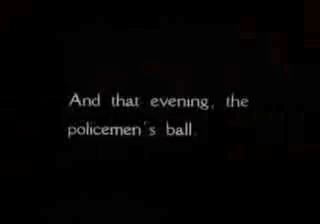 And that evening, the
policemen's ball.